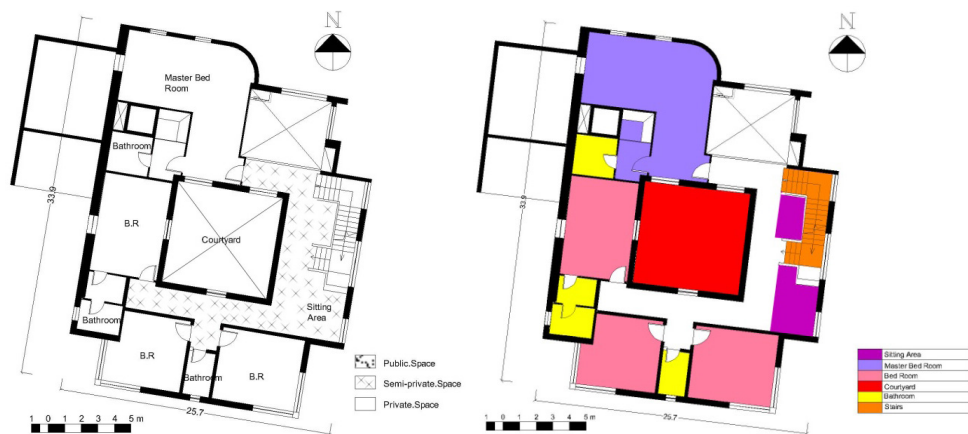 N
Master Bed
Room
Bathroom
B.R
Courtyard
Sitting
Area
Bathroom
B.R
Bathroom
B.R
33,9
25,7
Public.Space
Semi-private.Space
Private.Space
1 0 1 2 3 4 5 m
N
33,9
25,7
Sitting Area
Master Bed Room
Bed Room
Courtyard
Bathroom
Stairs
1 0 1 2 3 4 5 m